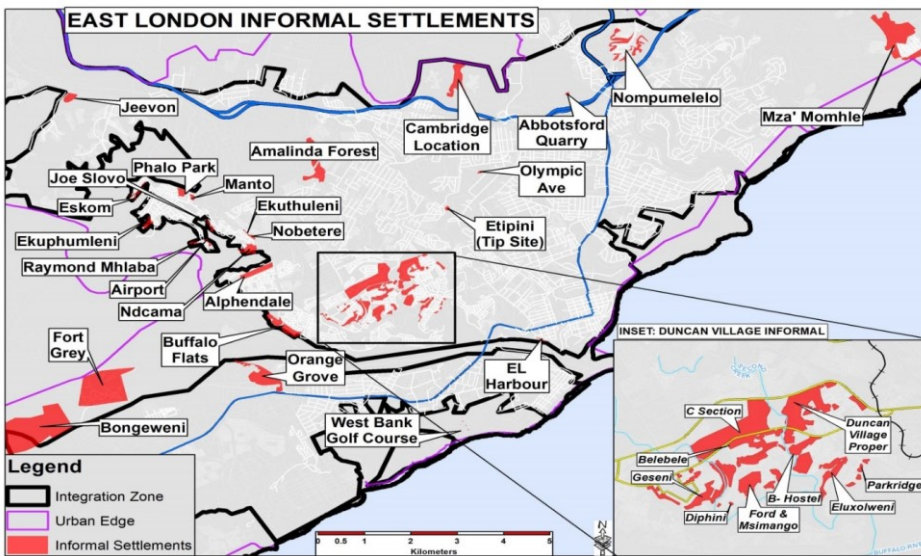 EAST LONDON INFORMAL SETTLEMENTS
Jeevon
Nompumelelo
Mza' Momhle
Cambridge
Location
Abbotsford
Quarry
Amalinda Forest
Phalo Park
Joe Slovo
Manto
Olympic
Ave
Eskom
Ekuthuleni
Ekuphumleni
Nobetere
Etipini
(Tip Site)
Raymond Mhlaba
Airport
Ndcama
Alphendale
Fort
Grey
Buffalo
Flats
Orange
Grove
EL
Harbour
West Bank
Golf Course
Bongeweni
INSET: DUNCAN VILLAGE INFORMAL
C Section
Duncan
Village
Proper
Belebele
Geseni
Parkridge
B- Hostel
Eluxolweni
Diphini
Ford &
Msimango
Legend
Integration Zone
Urban Edge
Informal Settlements
0 0.5 1 2 3 4 5
Kilometers
N